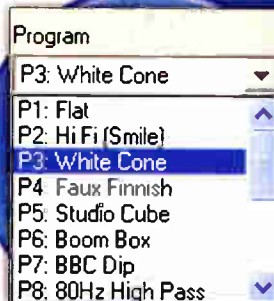 Program
P3: White Cone
P1: Flat
P2: Hi Fi (Smile)
P3: White Cone
P4 Faux Finnish
P5: Studio Cube
P6: Boom Box
P7: BBC Dip
P8: 80Hz High Pass